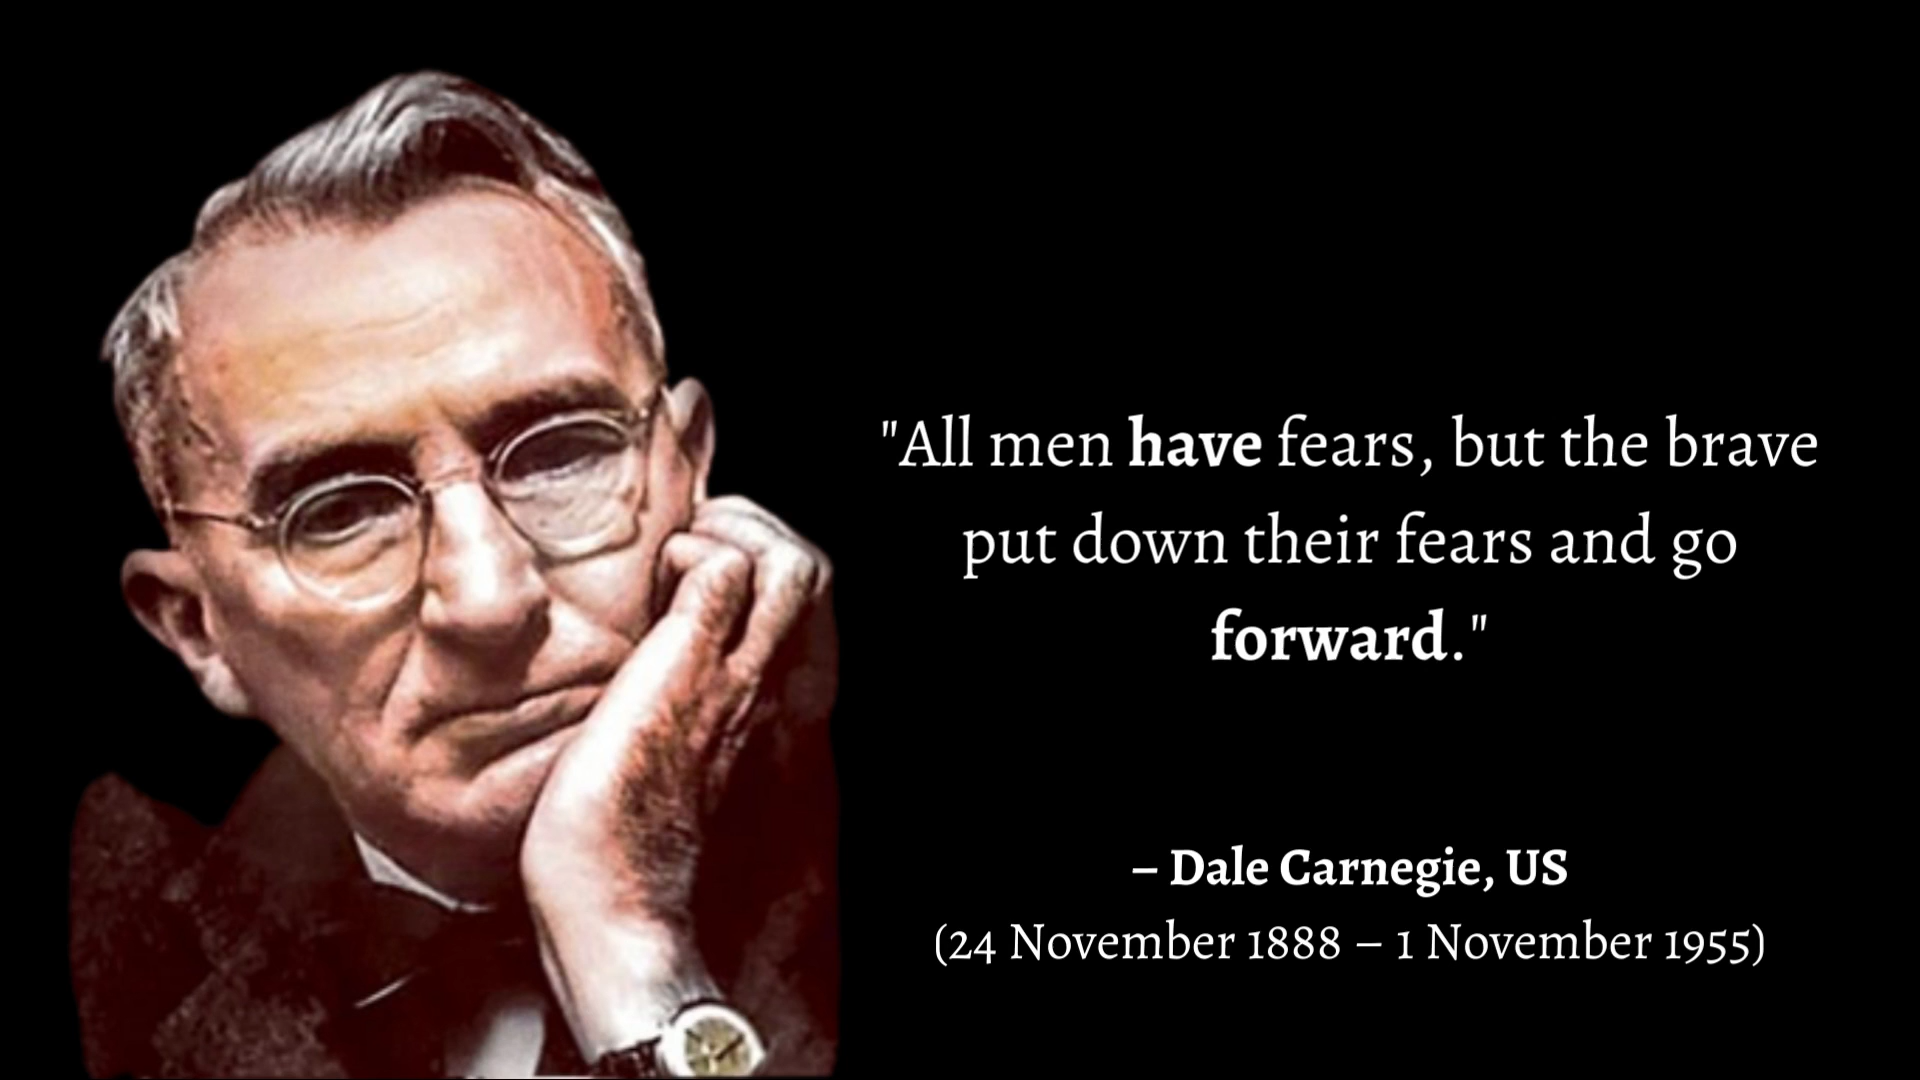 "All men have fears, but the brave
put down their fears and go
forward."
– Dale Carnegie, US
(24 November 1888 – 1 November 1955)